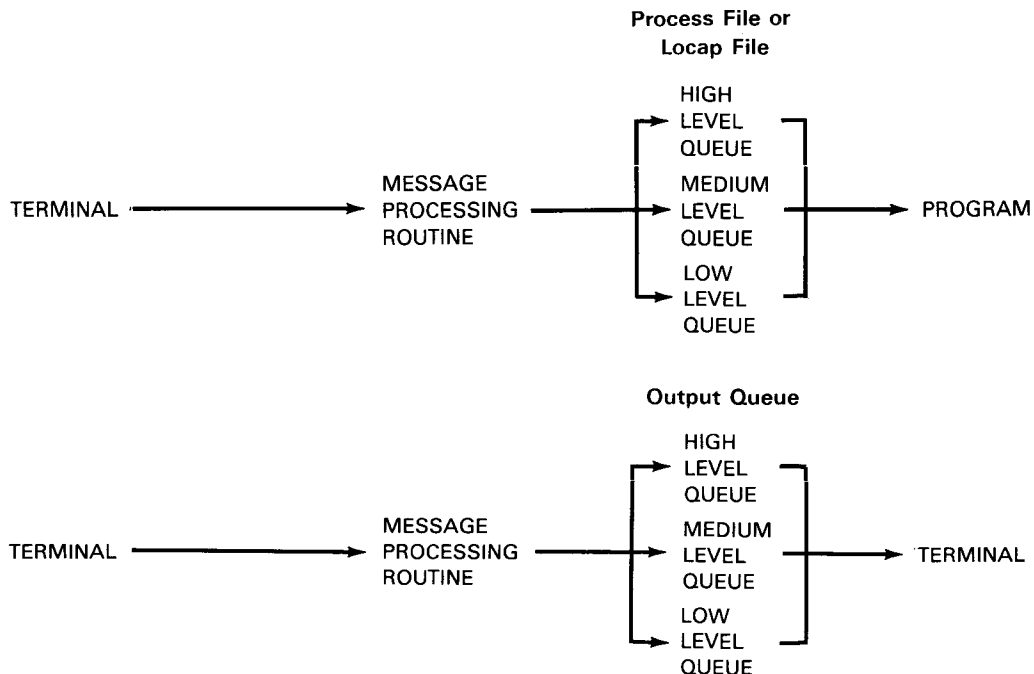 Process File or
Locap File
HIGH
LEVEL
QUEUE
TERMINAL
MESSAGE
PROCESSING
ROUTINE
MEDIUM
LEVEL
QUEUE
PROGRAM
LOW
LEVEL
QUEUE
Output Queue
HIGH
LEVEL
QUEUE
TERMINAL
MESSAGE
PROCESSING
ROUTINE
MEDIUM
LEVEL
QUEUE
TERMINAL
LOW
LEVEL
QUEUE